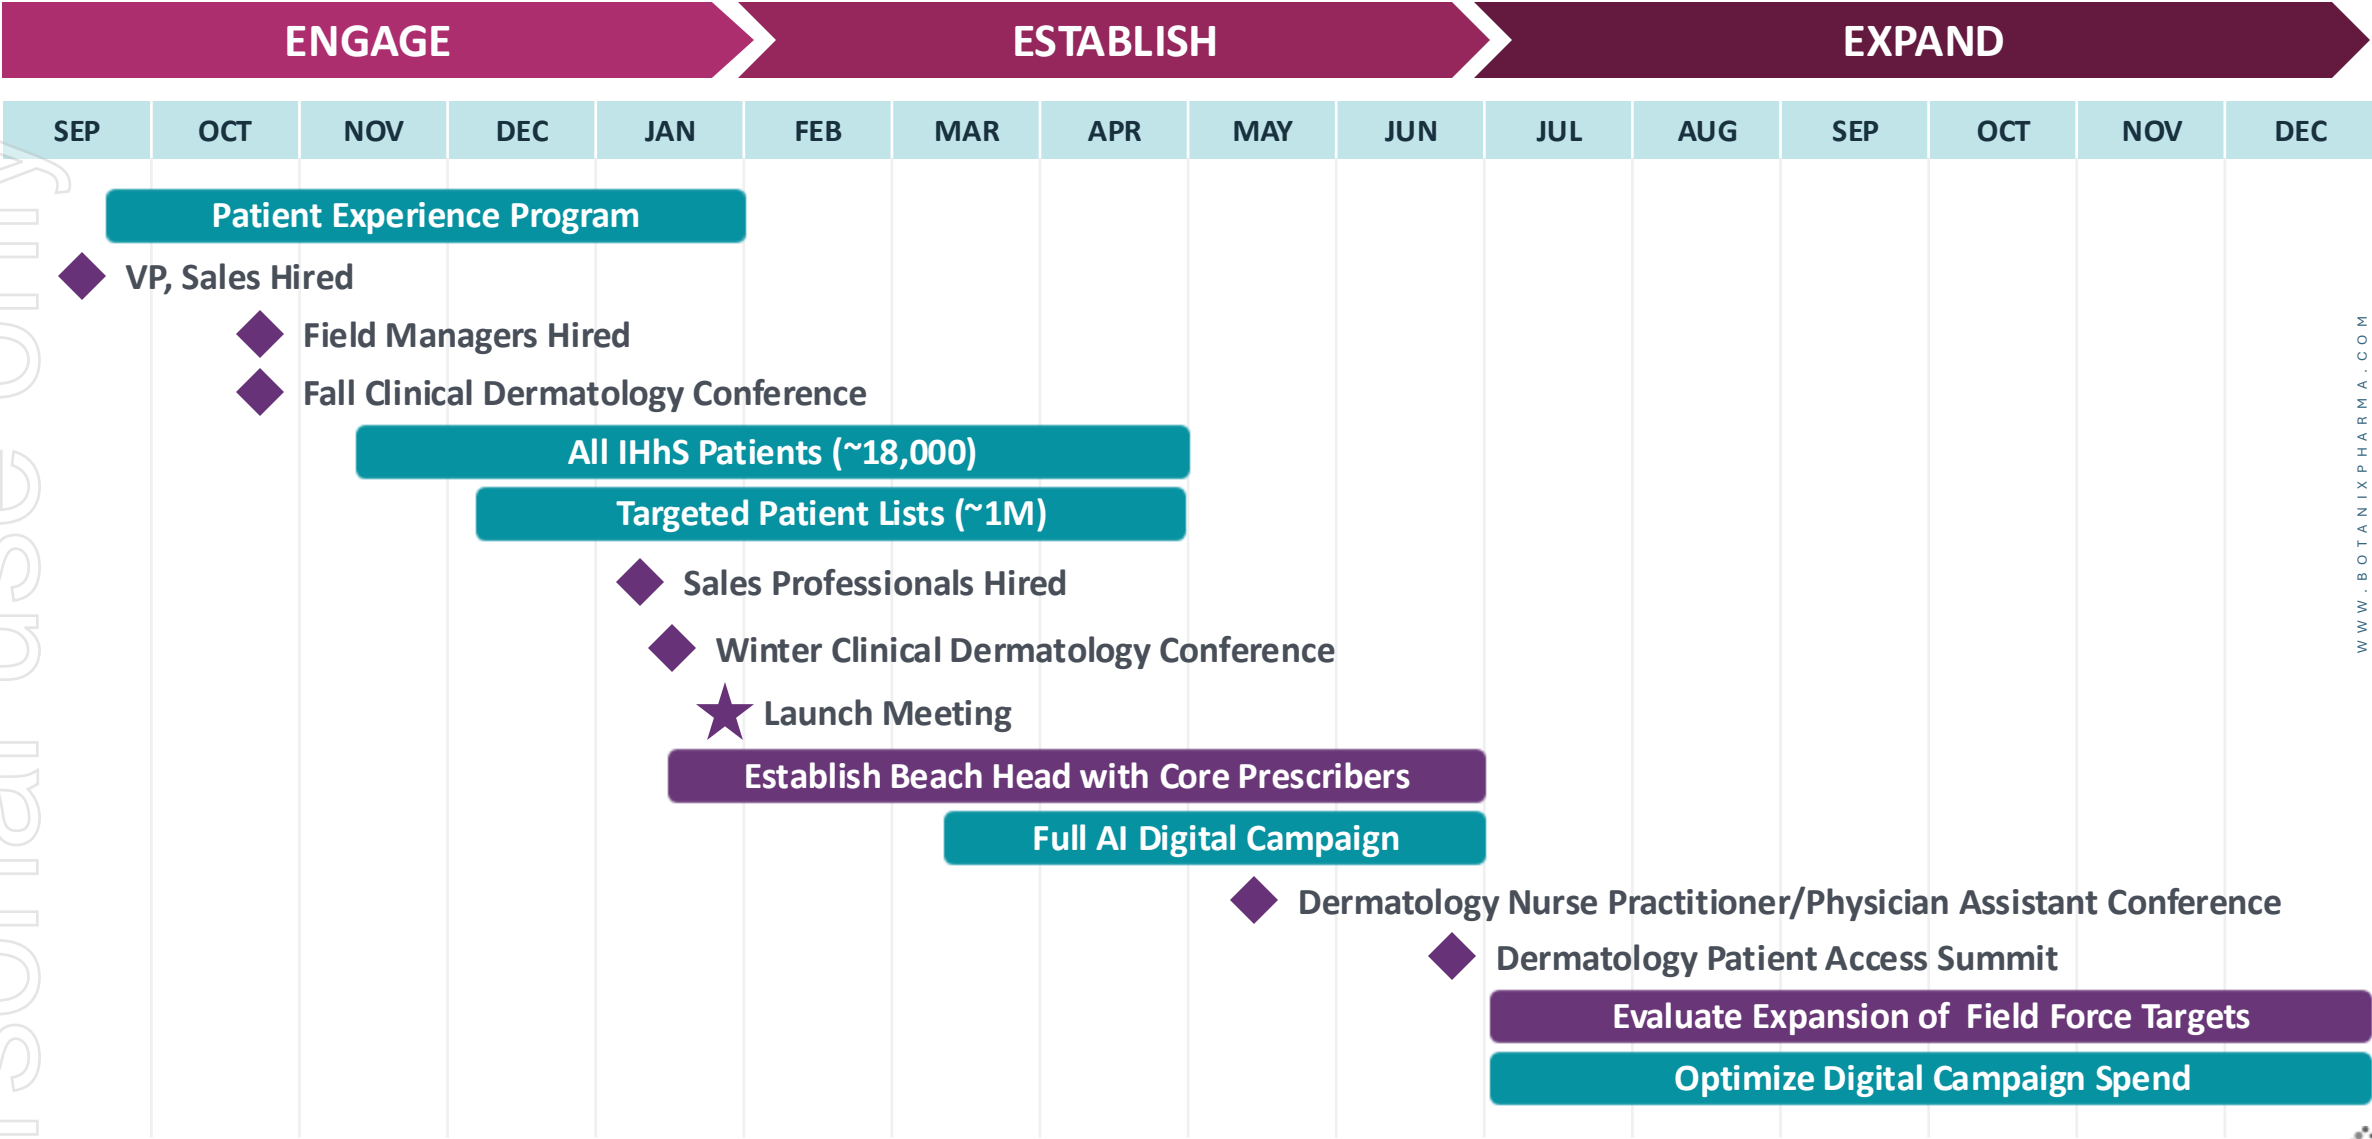 ENGAGE
ESTABLISH
EXPAND
SEP OCT NOV DEC JAN FEB MAR APR MAY JUN JUL AUG SEP OCT NOV DEC
Patient Experience Program
VP, Sales Hired
Field Managers Hired
Fall Clinical Dermatology Conference
All IHhS Patients (~18,000)
Targeted Patient Lists (~1M)
Sales Professionals Hired
Winter Clinical Dermatology Conference
Launch Meeting
Establish Beach Head with Core Prescribers
Full AI Digital Campaign
Dermatology Nurse Practitioner/Physician Assistant Conference
Dermatology Patient Access Summit
Evaluate Expansion of  Field Force Targets
Optimize Digital Campaign Spend
WWW.BOTANIXPHARMA.COM
use only